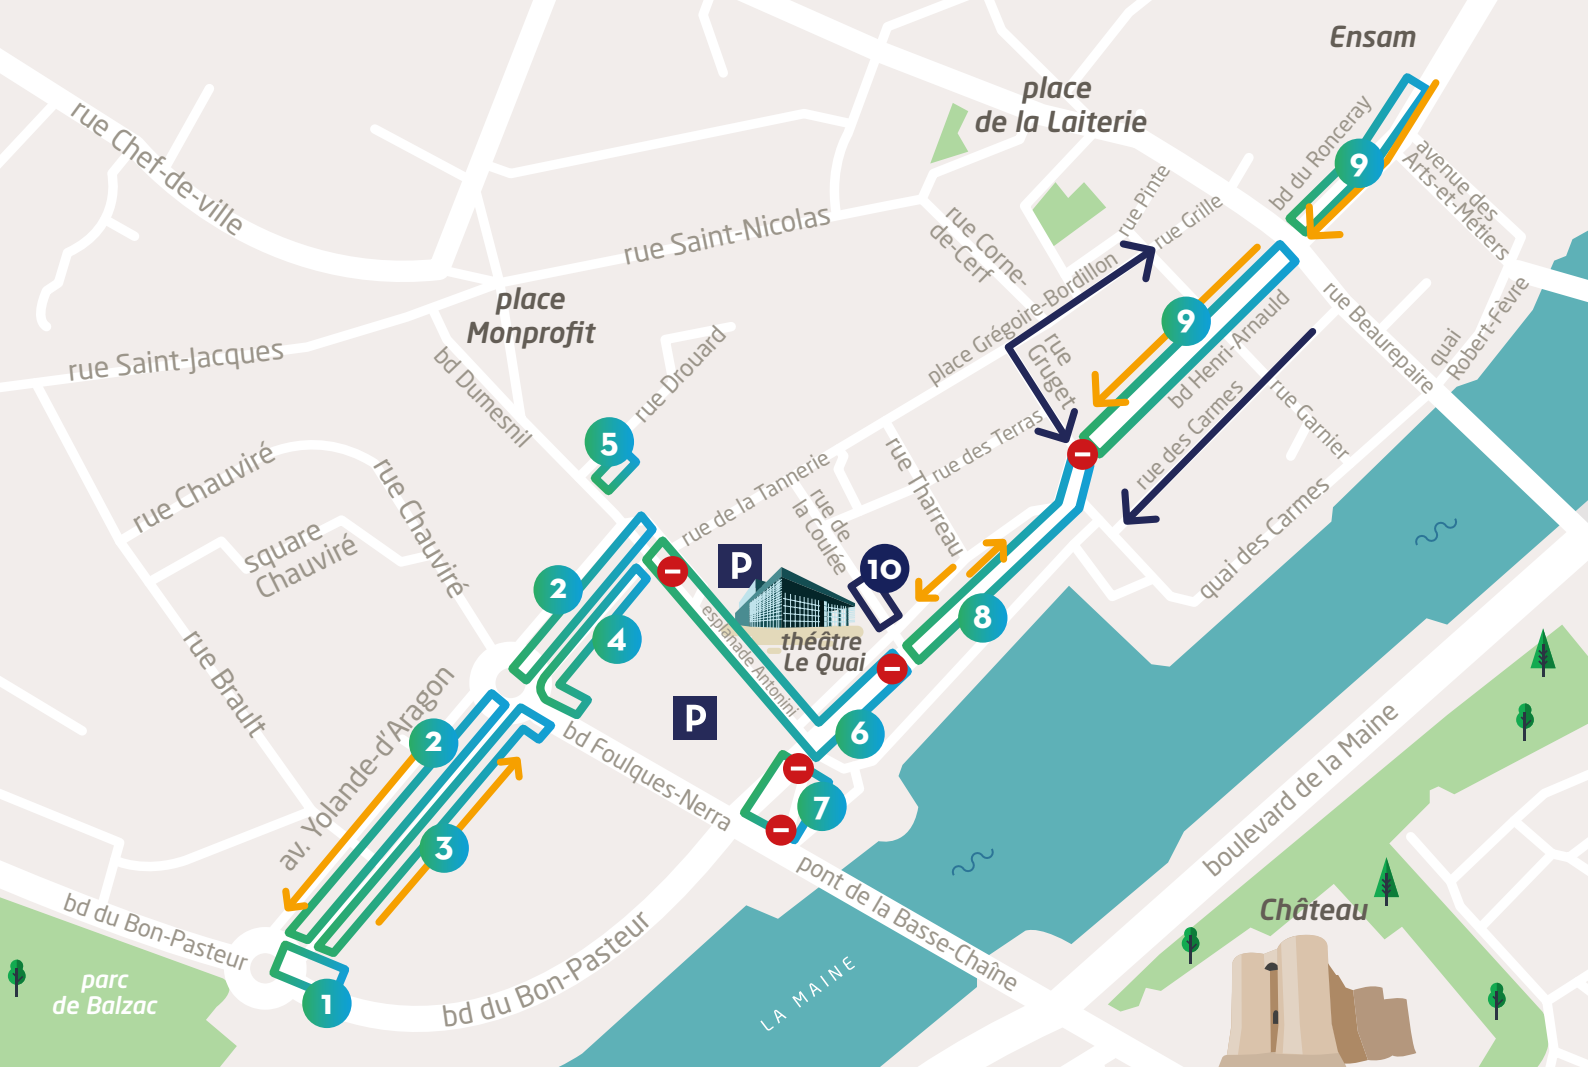 Ensam
place
de la Laiterie
rue Chef-de-ville
bd du Ronceray
9
avenue des
Arts-et-Métiers
rue Pinte
rue Grille
rue Saint-Nicolas
rue Corne-
de-Cerf
place Grégoire-Bordillon
place
Monprofit
rue Saint-Jacques
bd Dumesnil
rue Drouard
9
bd Henri-Arnauld
rue Beaurepaire
quai
Robert-Fèvre
rue
Gruget
rue des Carmes
rue Garnier
5
rue Chauviré
rue Chauviré
square
Chauviré
rue des Terras
rue de la Tannerie
rue Tharreau
rue de
la Coulée
quai des Carmes
P
10
2
4
8
esplanade Antonini
théâtre
Le Quai
rue Brault
av. Yolande-d'Aragon
P
2
6
bd Foulques-Nerra
7
3
boulevard de la Maine
pont de la Basse-Chaîne
Château
bd du Bon-Pasteur
bd du Bon-Pasteur
parc
de Balzac
1
LA MAINE